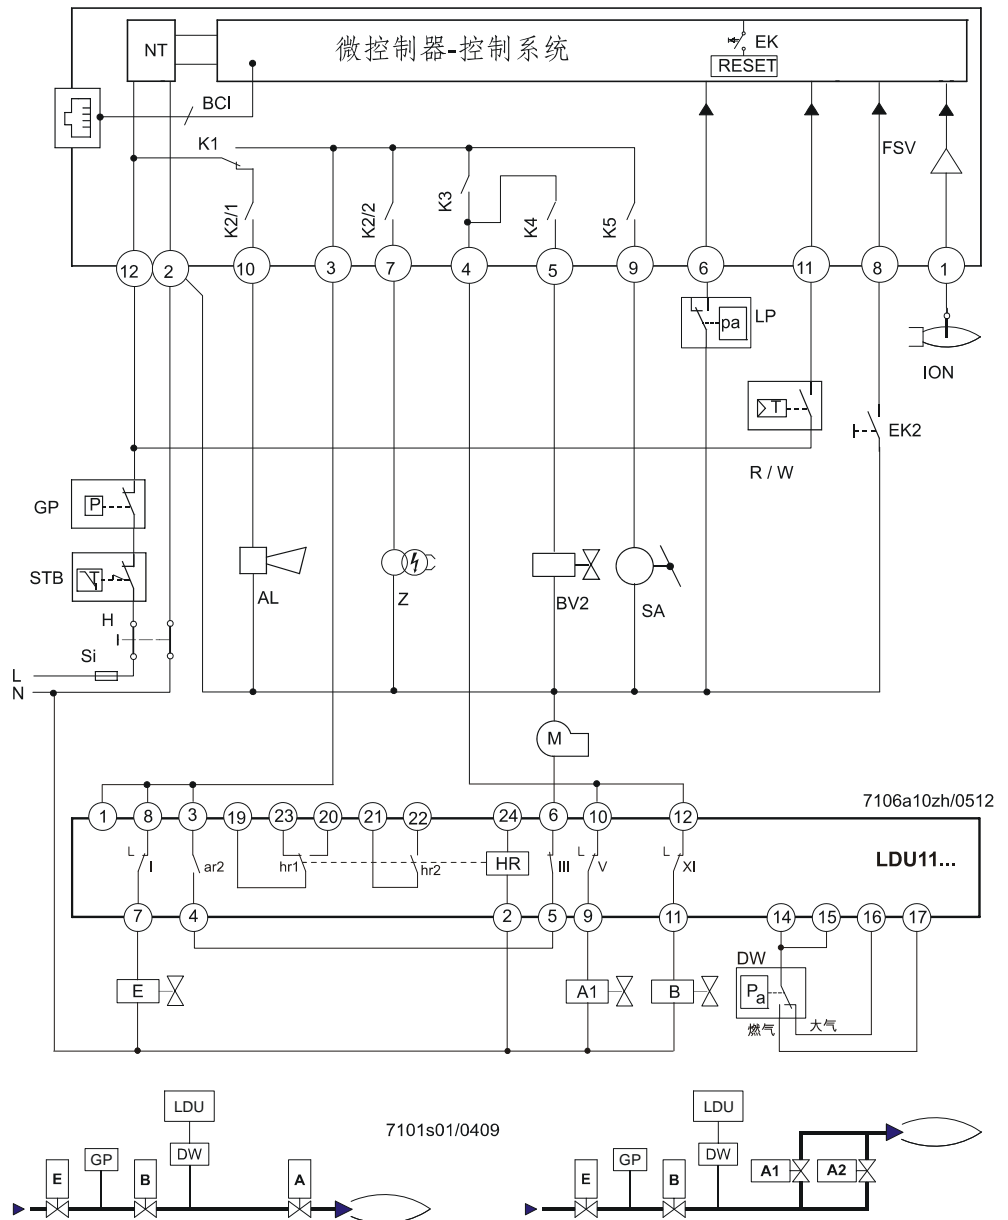 NT
微控制器-控制系统
EK
RESET
BCI
K1
FSV
K2/1
K2/2
K3
K4
K5
12 2 10 3 7 4 5 9 6 11 8 1
pa LP
ION
T
EK2
R / W
GP P
STB T
AL Z BV2 SA
H
I
Si
L
N
M
7106a10zh/0512
1 8 3 19 23 20 21 22 24 6 10 12
LDU11...
L I ar2 hr1 hr2 HR III L V L XI
7 4 2 5 9 11 14 15 16 17
DW
E A1 B Pa
燃气 大气
LDU 7101s01/0409 LDU
GP DW GP DW
E B A E B A1 A2